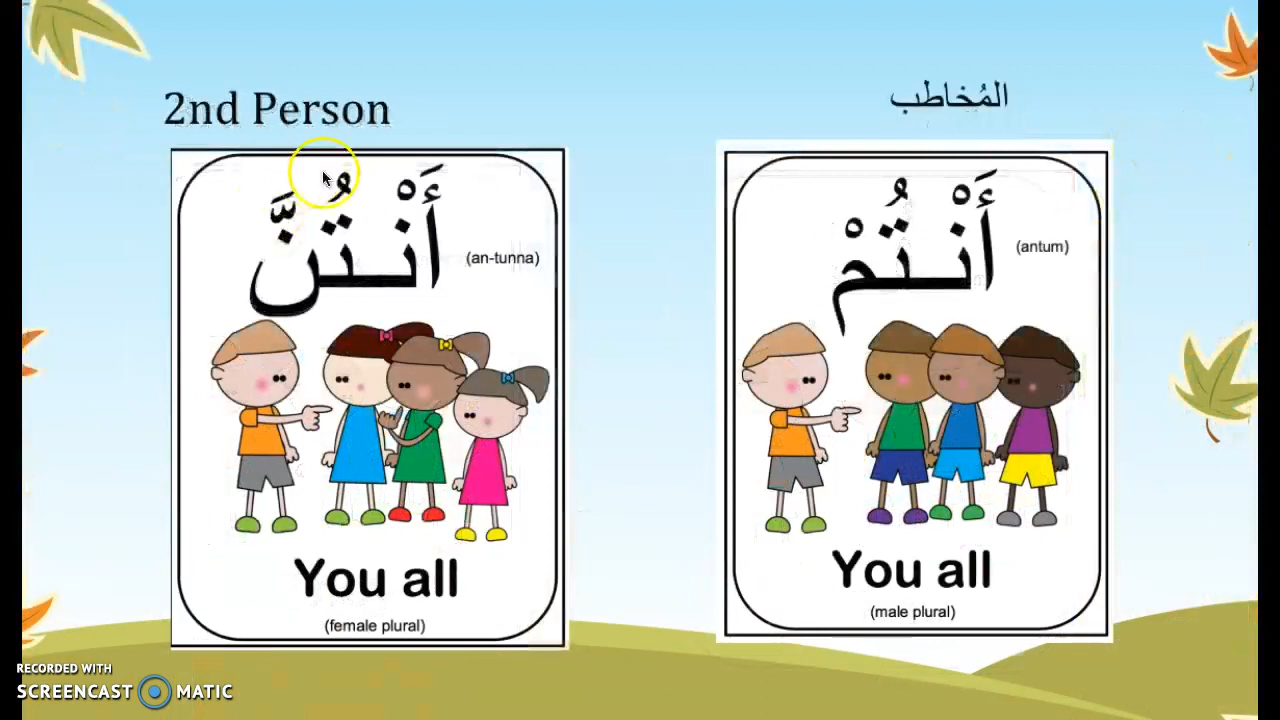 2nd Person
المُخاطب
أَنْتُنَّ
(an-tunna)
You all
(female plural)
أَنْتُمْ
(antum)
You all
(male plural)
RECORDED WITH
SCREENCAST MATIC